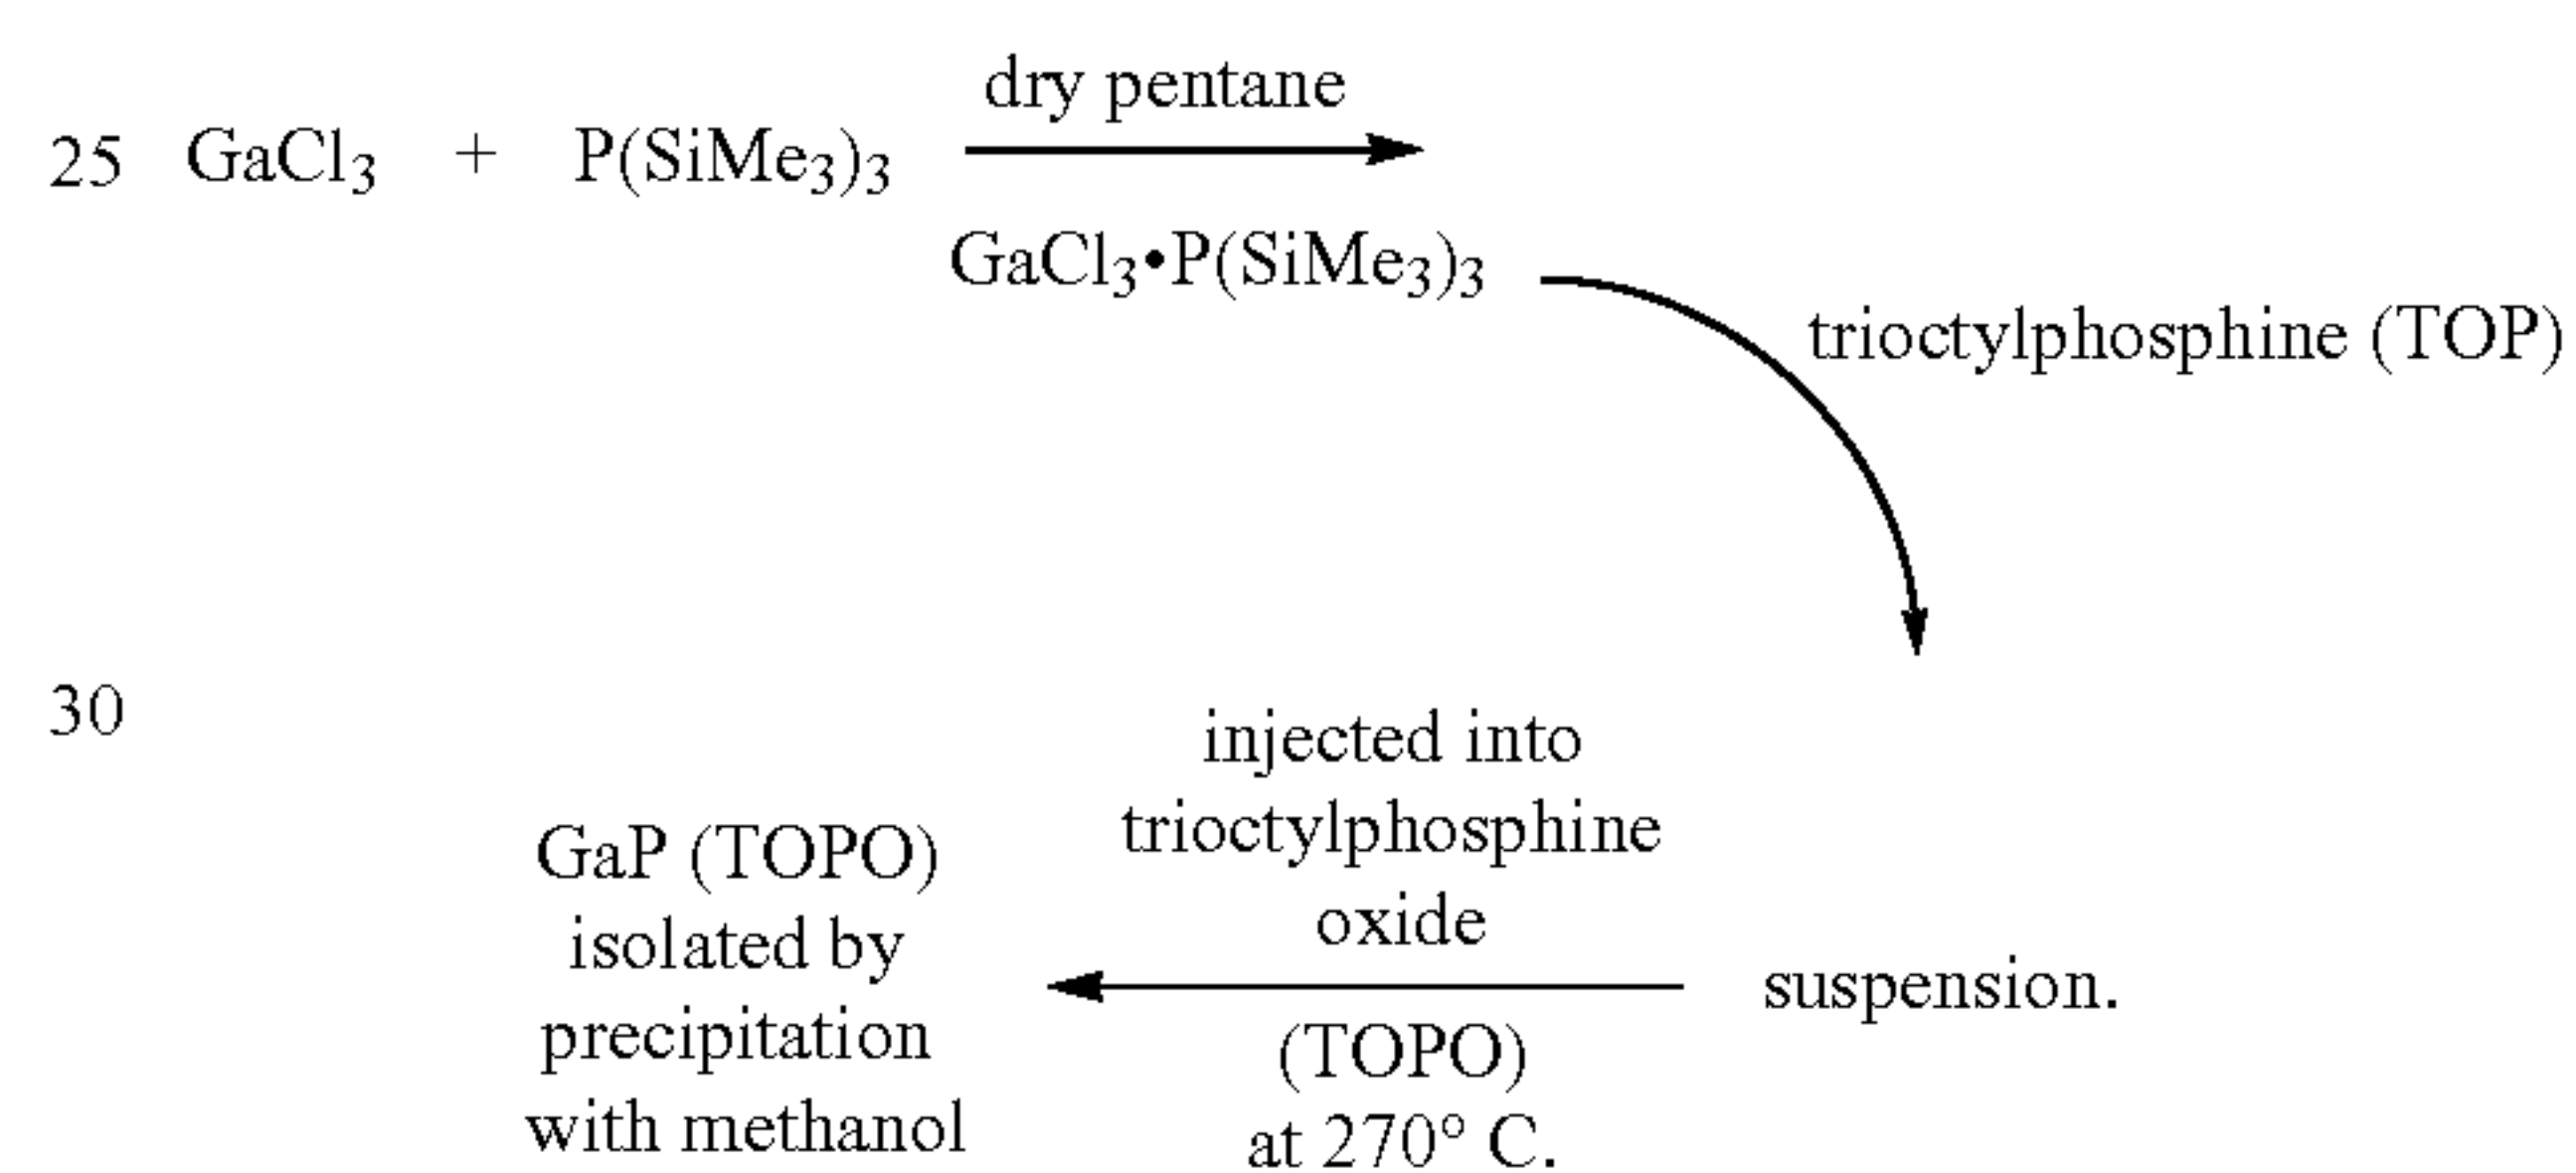 dry pentane
25 GaCl₃ + P(SiMe₃)₃
GaCl₃•P(SiMe₃)₃
trioctylphosphine (TOP)
30
injected into
trioctylphosphine
oxide
(TOPO)
at 270° C.
suspension.
GaP (TOPO)
isolated by
precipitation
with methanol